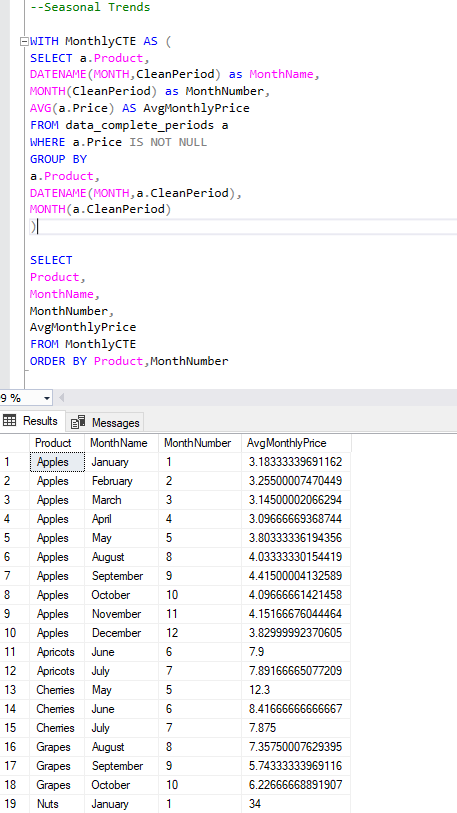 --Seasonal Trends
WITH MonthlyCTE AS (
SELECT a.Product,
DATENAME(MONTH,CleanPeriod) as MonthName,
MONTH(CleanPeriod) as MonthNumber,
AVG(a.Price) AS AvgMonthlyPrice
FROM data_complete_periods a
WHERE a.Price IS NOT NULL
GROUP BY
a.Product,
DATENAME(MONTH,a.CleanPeriod),
MONTH(a.CleanPeriod)
)
SELECT
Product,
MonthName,
MonthNumber,
AvgMonthlyPrice
FROM MonthlyCTE
ORDER BY Product,MonthNumber
9 %
Results Messages
Product MonthName MonthNumber AvgMonthlyPrice
1 Apples January 1 3.18333339691162
2 Apples February 2 3.25500007470449
3 Apples March 3 3.14500002066294
4 Apples April 4 3.09666669368744
5 Apples May 5 3.80333336194356
6 Apples August 8 4.03333330154419
7 Apples September 9 4.41500004132589
8 Apples October 10 4.09666661421458
9 Apples November 11 4.15166676044464
10 Apples December 12 3.82999992370605
11 Apricots June 6 7.9
12 Apricots July 7 7.89166665077209
13 Cherries May 5 12.3
14 Cherries June 6 8.41666666666667
15 Cherries July 7 7.875
16 Grapes August 8 7.35750007629395
17 Grapes September 9 5.74333333969116
18 Grapes October 10 6.22666668891907
19 Nuts January 1 34